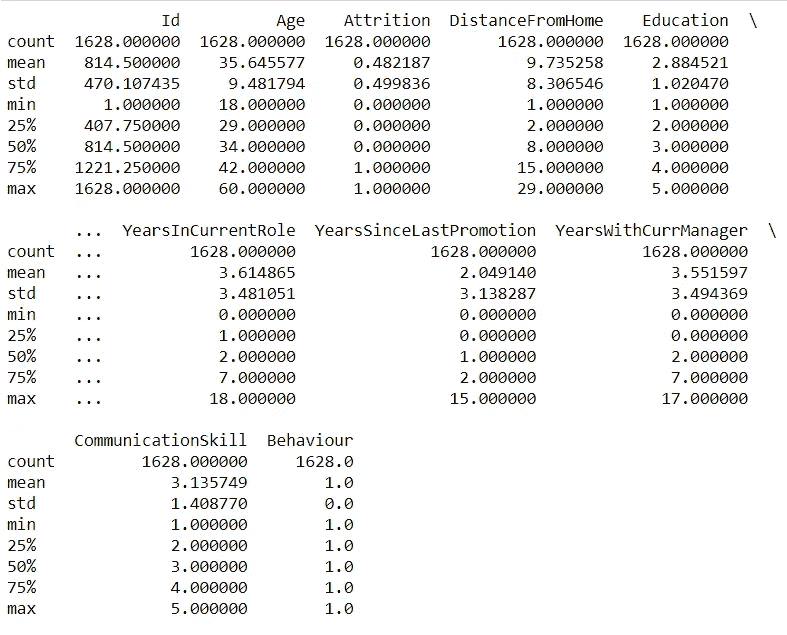 Id Age Attrition DistanceFromHome Education \
count 1628.000000 1628.000000 1628.000000 1628.000000 1628.000000
mean 814.500000 35.645577 0.482187 9.735258 2.884521
std 470.107435 9.481794 0.499836 8.306546 1.020470
min 1.000000 18.000000 0.000000 1.000000 1.000000
25% 407.750000 29.000000 0.000000 2.000000 2.000000
50% 814.500000 34.000000 0.000000 8.000000 3.000000
75% 1221.250000 42.000000 1.000000 15.000000 4.000000
max 1628.000000 60.000000 1.000000 29.000000 5.000000
... YearsInCurrentRole YearsSinceLastPromotion YearsWithCurrManager \
count ... 1628.000000 1628.000000 1628.000000
mean ... 3.614865 2.049140 3.551597
std ... 3.481051 3.138287 3.494369
min ... 0.000000 0.000000 0.000000
25% ... 1.000000 0.000000 0.000000
50% ... 2.000000 1.000000 2.000000
75% ... 7.000000 2.000000 7.000000
max ... 18.000000 15.000000 17.000000
CommunicationSkill Behaviour
count 1628.000000 1628.0
mean 3.135749 1.0
std 1.408770 0.0
min 1.000000 1.0
25% 2.000000 1.0
50% 3.000000 1.0
75% 4.000000 1.0
max 5.000000 1.0